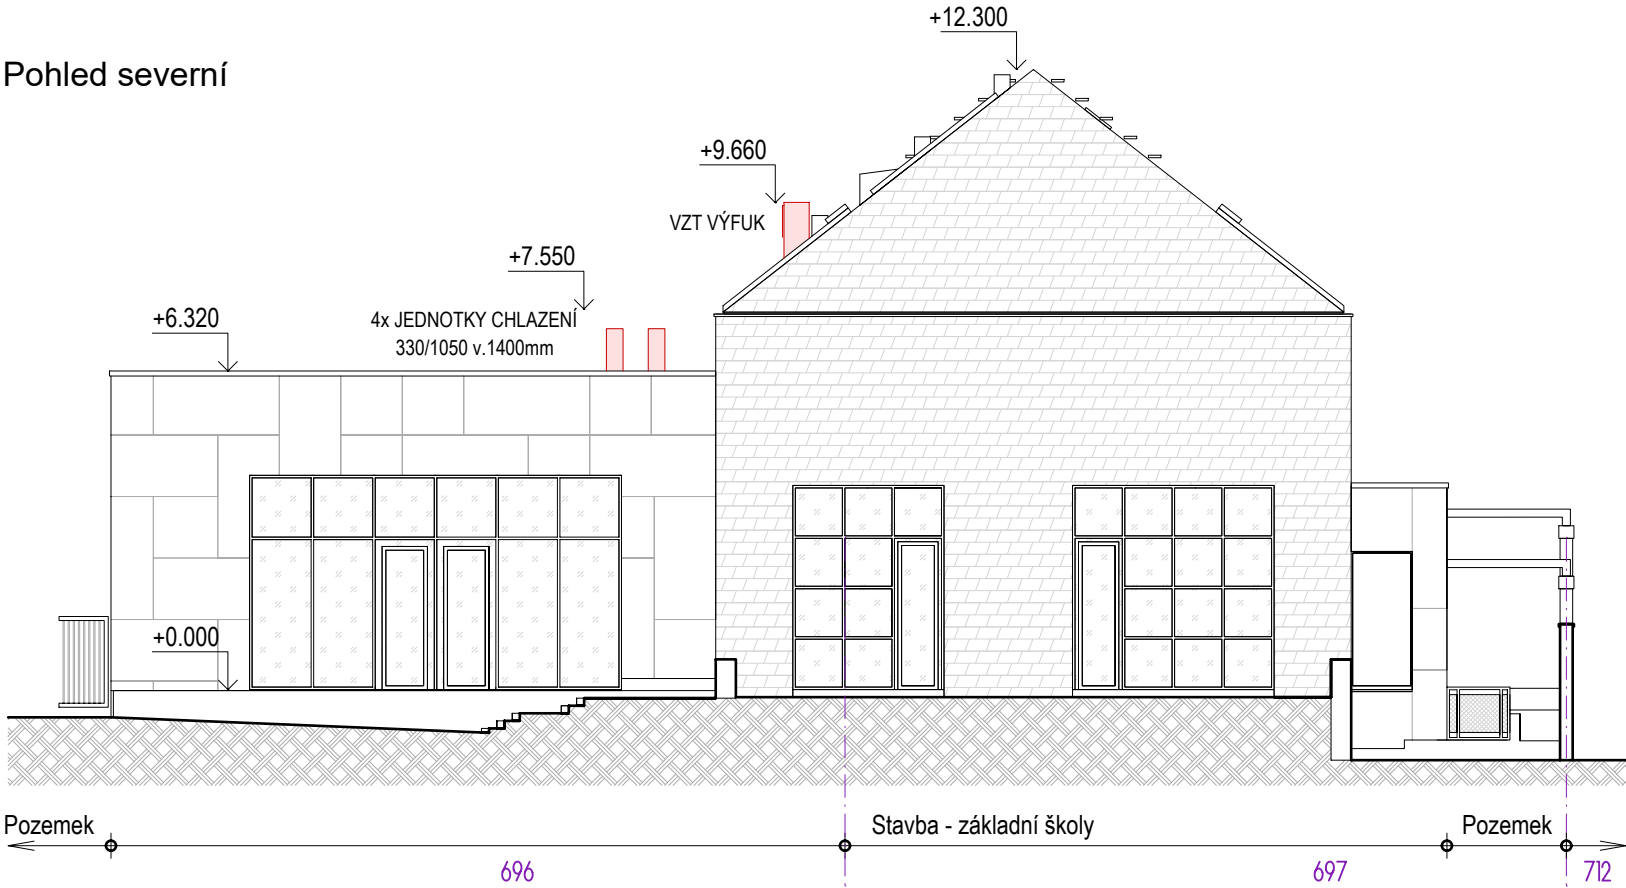 +12.300
Pohled severní
+9.660
VZT VÝFUK
+7.550
+6.320
4x JEDNOTKY CHLAZENÍ
330/1050 v.1400mm
+0.000
Pozemek
Stavba - základní školy
Pozemek
696
697
712